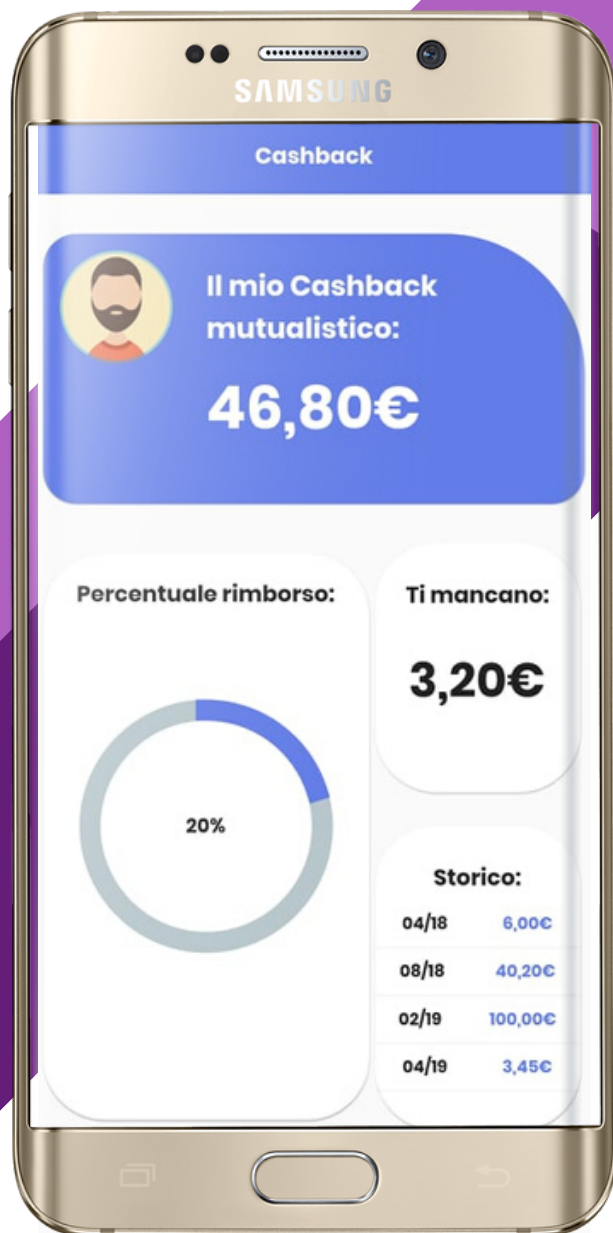 SAMSUNG
Cashback
Il mio Cashback
mutualistico:
46,80€
Percentuale rimborso:
20%
Ti mancano:
3,20€
Storico:
04/18 6,00€
08/18 40,20€
02/19 100,00€
04/19 3,45€